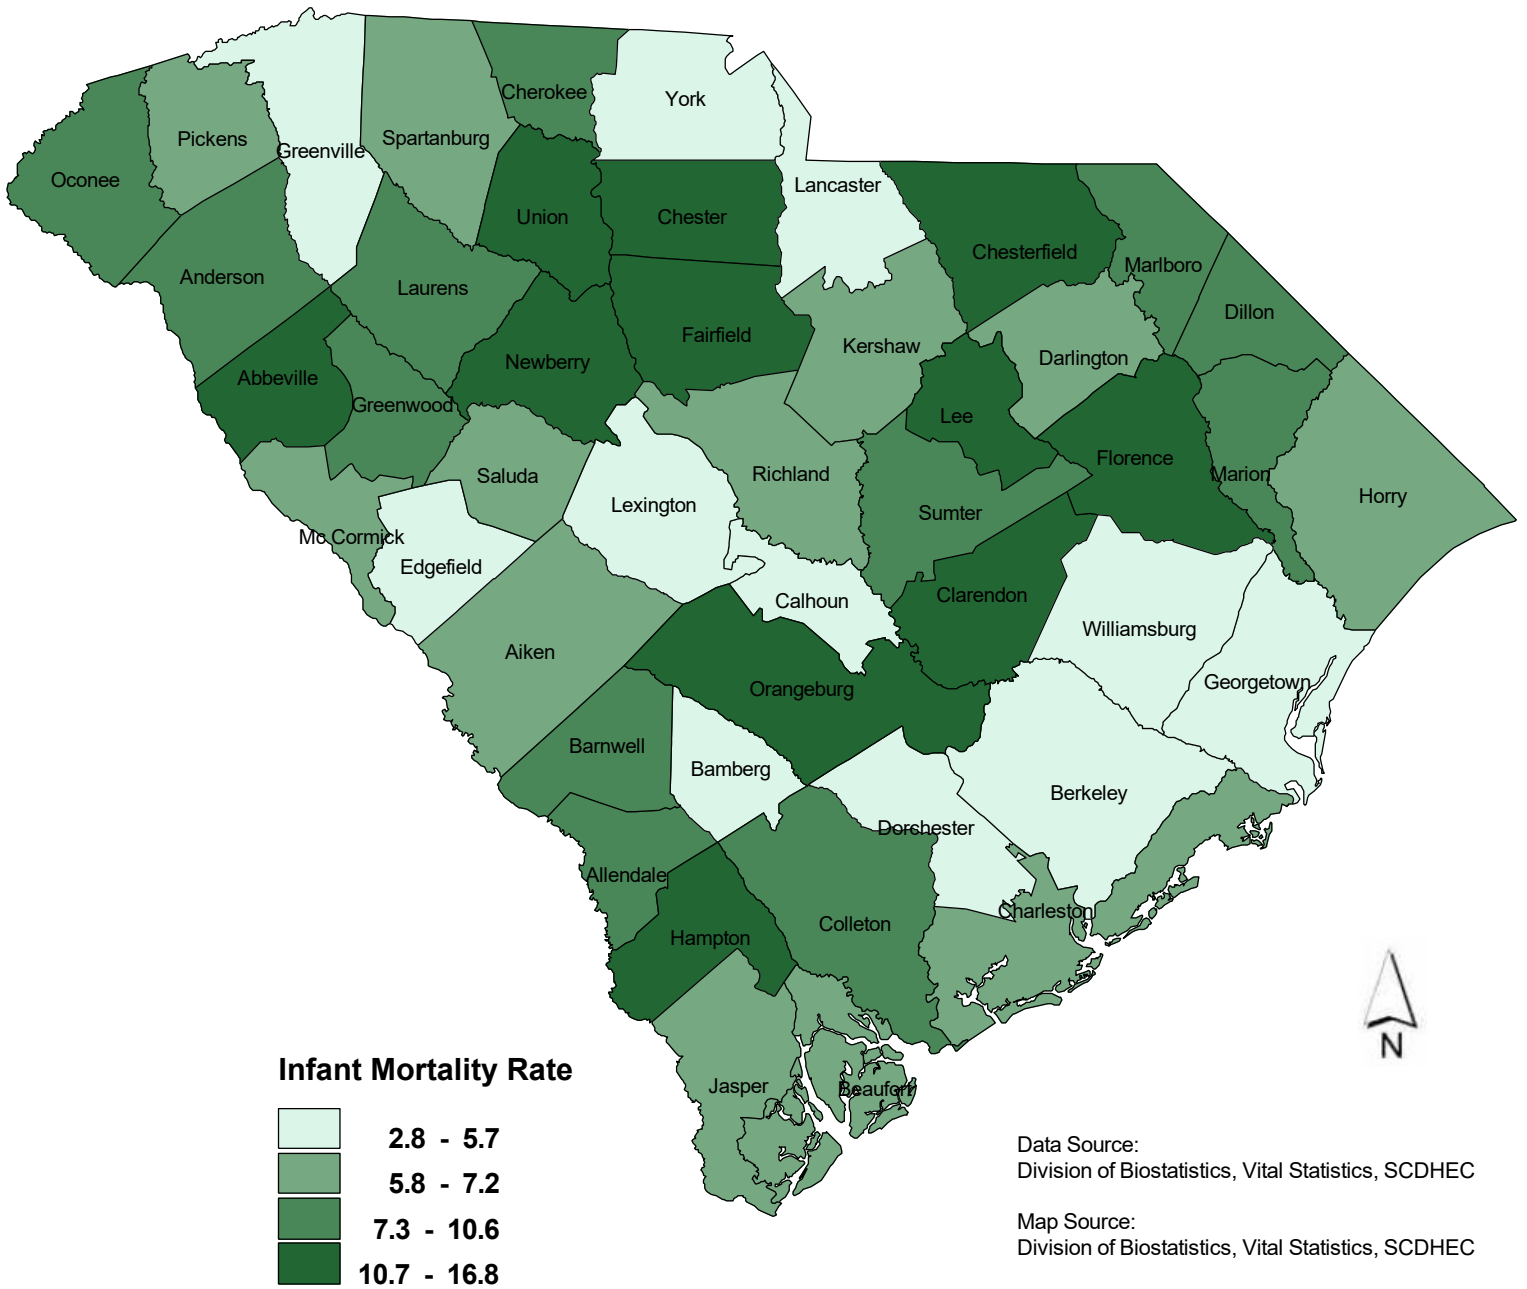 Cherokee
York
Pickens
Spartanburg
Greenville
Oconee
Lancaster
Union
Chester
Chesterfield
Marlboro
Anderson
Laurens
Dillon
Fairfield
Kershaw
Darlington
Newberry
Abbeville
Greenwood
Lee
Florence
Saluda
Richland
Marion
Horry
Lexington
Sumter
Mc Cormick
Edgefield
Calhoun
Clarendon
Williamsburg
Aiken
Georgetown
Orangeburg
Barnwell
Bamberg
Berkeley
Dorchester
Allendale
Charleston
Colleton
Hampton
N
Jasper
Beaufort
Infant Mortality Rate
2.8 - 5.7
5.8 - 7.2
7.3 - 10.6
10.7 - 16.8
Data Source:
Division of Biostatistics, Vital Statistics, SCDHEC
Map Source:
Division of Biostatistics, Vital Statistics, SCDHEC